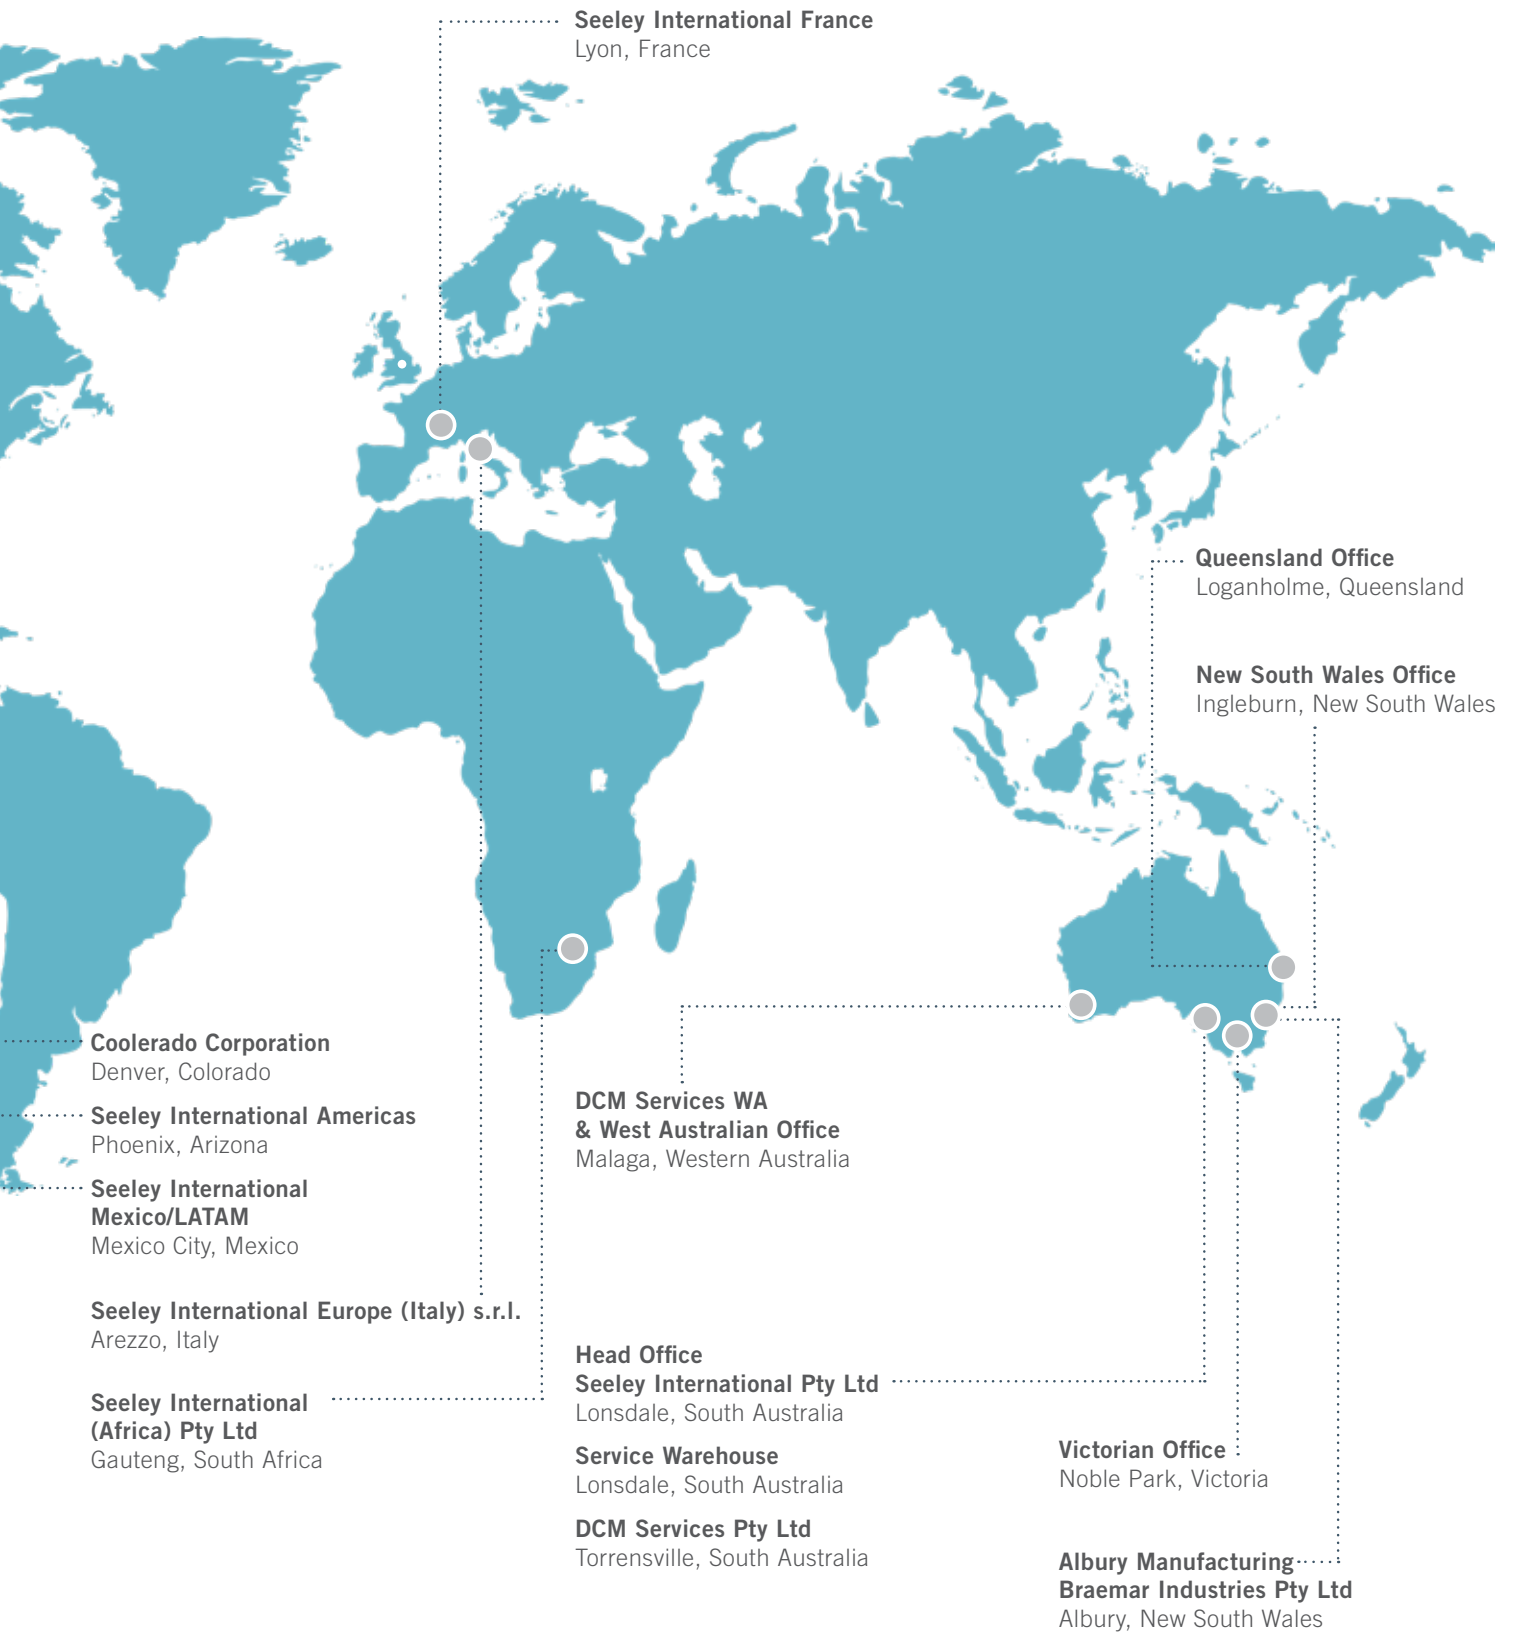 Seeley International France
Lyon, France
Queensland Office
Loganholme, Queensland
New South Wales Office
Ingleburn, New South Wales
Coolerado Corporation
Denver, Colorado
Seeley International Americas
Phoenix, Arizona
Seeley International
Mexico/LATAM
Mexico City, Mexico
Seeley International Europe (Italy) s.r.l.
Arezzo, Italy
Seeley International
(Africa) Pty Ltd
Gauteng, South Africa
DCM Services WA
& West Australian Office
Malaga, Western Australia
Head Office
Seeley International Pty Ltd
Lonsdale, South Australia
Service Warehouse
Lonsdale, South Australia
DCM Services Pty Ltd
Torrensville, South Australia
Victorian Office
Noble Park, Victoria
Albury Manufacturing
Braemar Industries Pty Ltd
Albury, New South Wales